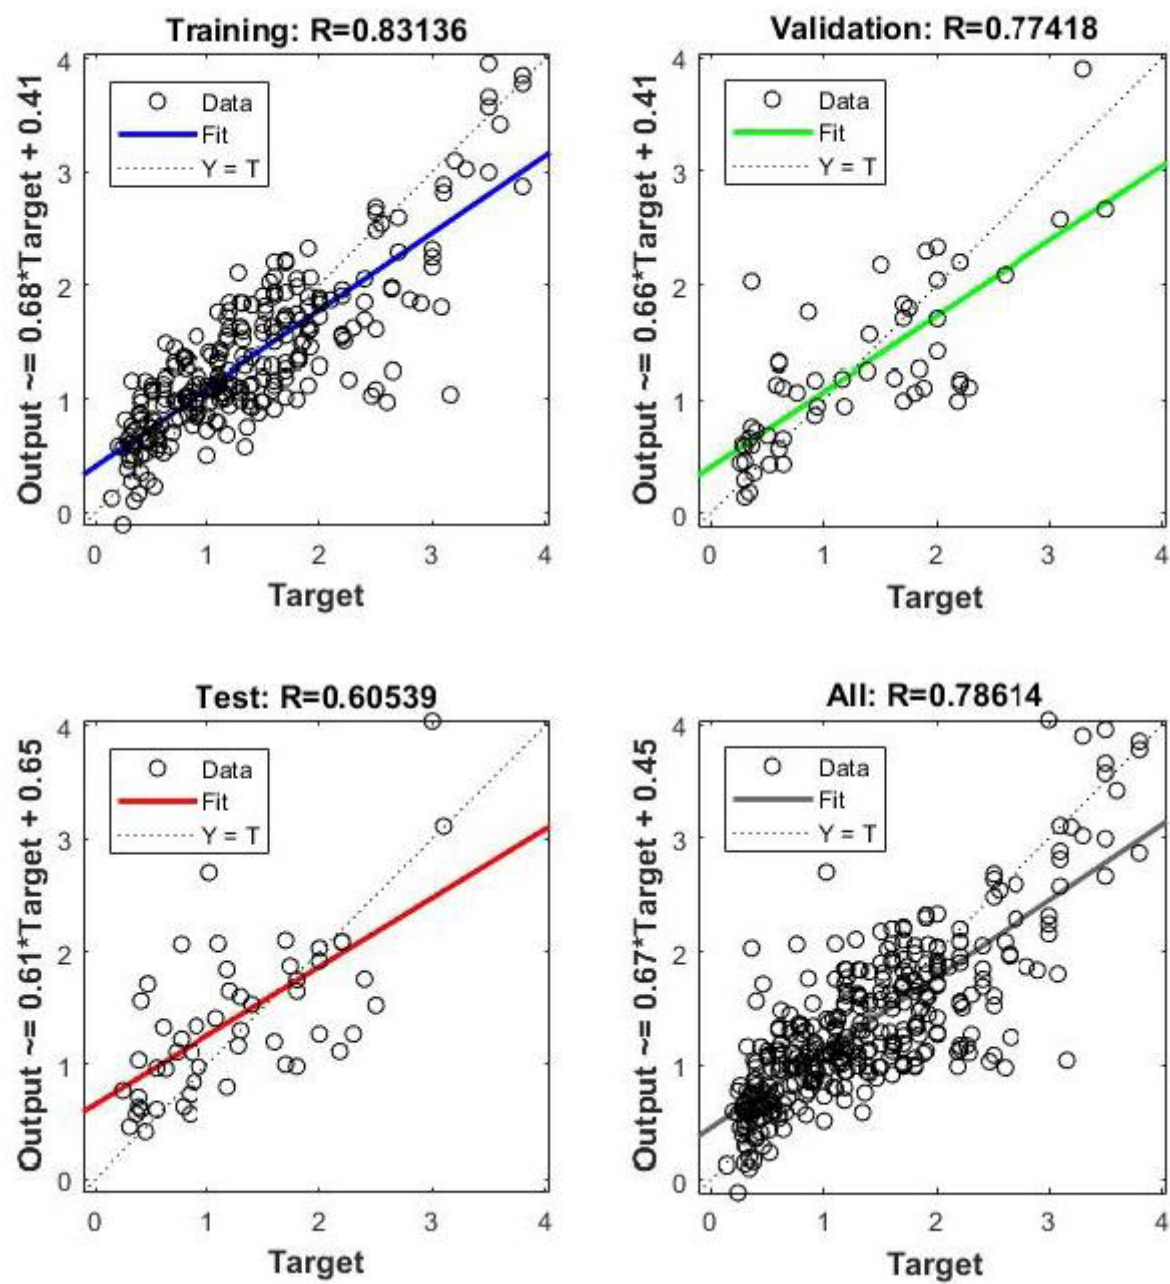 Training: R=0.83136
Output ~= 0.68*Target + 0.41
Data
Fit
Y = T
4
3
2
1
0
0 1 2 3 4
Target
Validation: R=0.77418
Output ~= 0.66*Target + 0.41
Data
Fit
Y = T
4
3
2
1
0
0 1 2 3 4
Target
Test: R=0.60539
Output ~= 0.61*Target + 0.65
Data
Fit
Y = T
4
3
2
1
0
0 1 2 3 4
Target
All: R=0.78614
Output ~= 0.67*Target + 0.45
Data
Fit
Y = T
4
3
2
1
0
0 1 2 3 4
Target